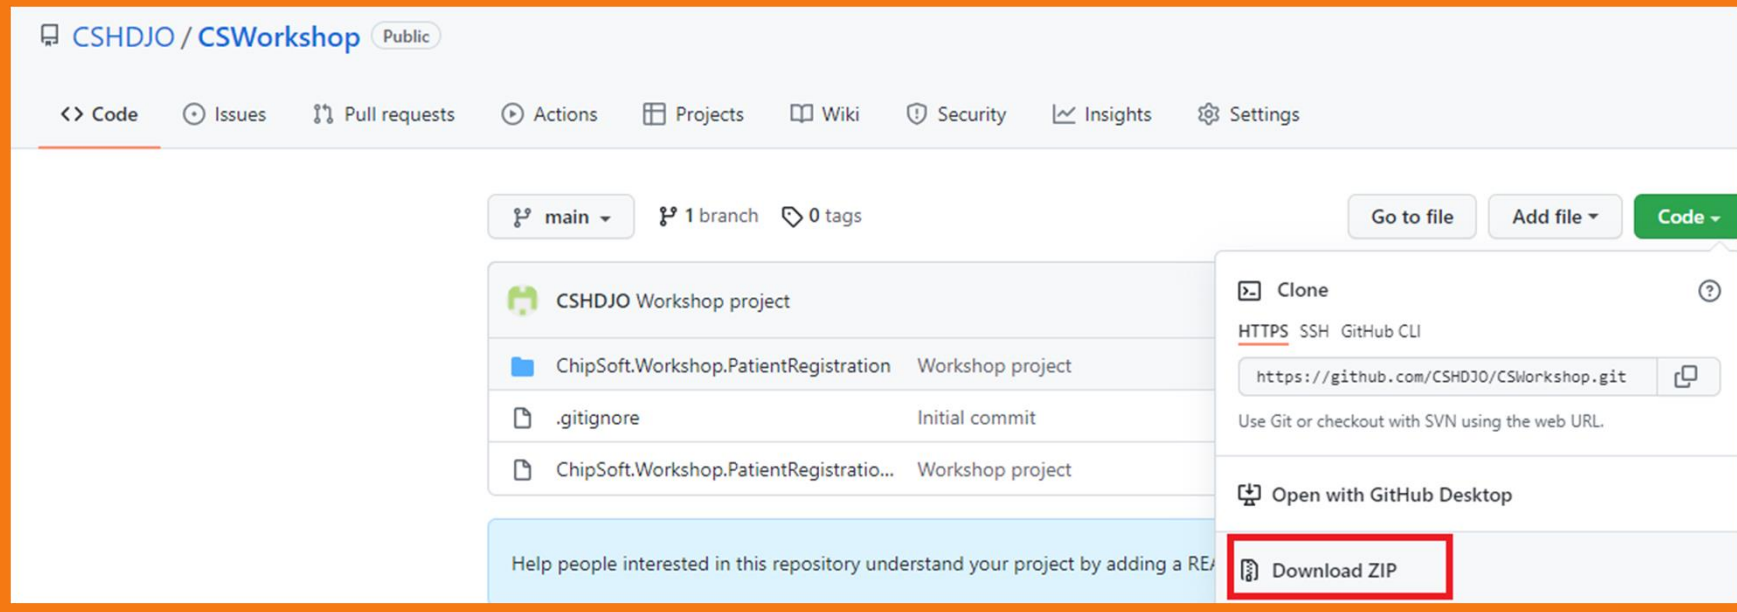 CSHDJO / CSWorkshop Public
Code Issues Pull requests Actions Projects Wiki Security Insights Settings
main 1 branch 0 tags Go to file Add file Code
CSHDJO Workshop project
ChipSoft.Workshop.PatientRegistration Workshop project
.gitignore Initial commit
ChipSoft.Workshop.PatientRegistratio... Workshop project
Help people interested in this repository understand your project by adding a REA
Clone
HTTPS SSH GitHub CLI
https://github.com/CSHDJO/CSWorkshop.git
Use Git or checkout with SVN using the web URL.
Open with GitHub Desktop
Download ZIP